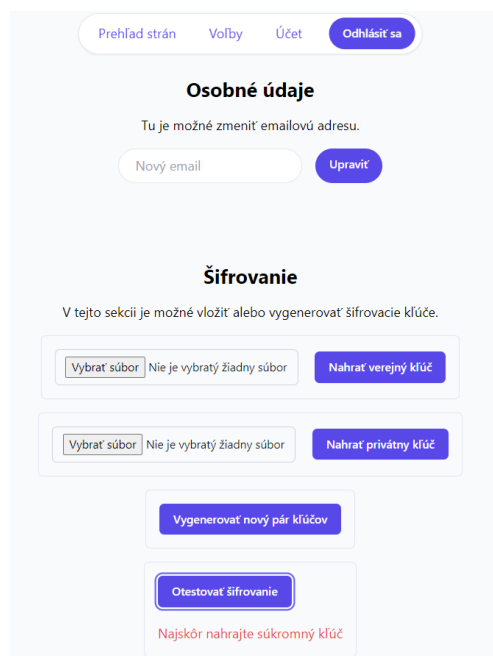 Prehľad strán Voľby Účet Odhlásiť sa
Osobné údaje
Tu je možné zmeniť emailovú adresu.
Nový email Upraviť
Šifrovanie
V tejto sekcii je možné vložiť alebo vygenerovať šifrovacie kľúče.
Vybrať súbor Nie je vybratý žiadny súbor Nahrať verejný kľúč
Vybrať súbor Nie je vybratý žiadny súbor Nahrať privátny kľúč
Vygenerovať nový pár kľúčov
Otestovať šifrovanie
Najskôr nahrajte súkromný kľúč